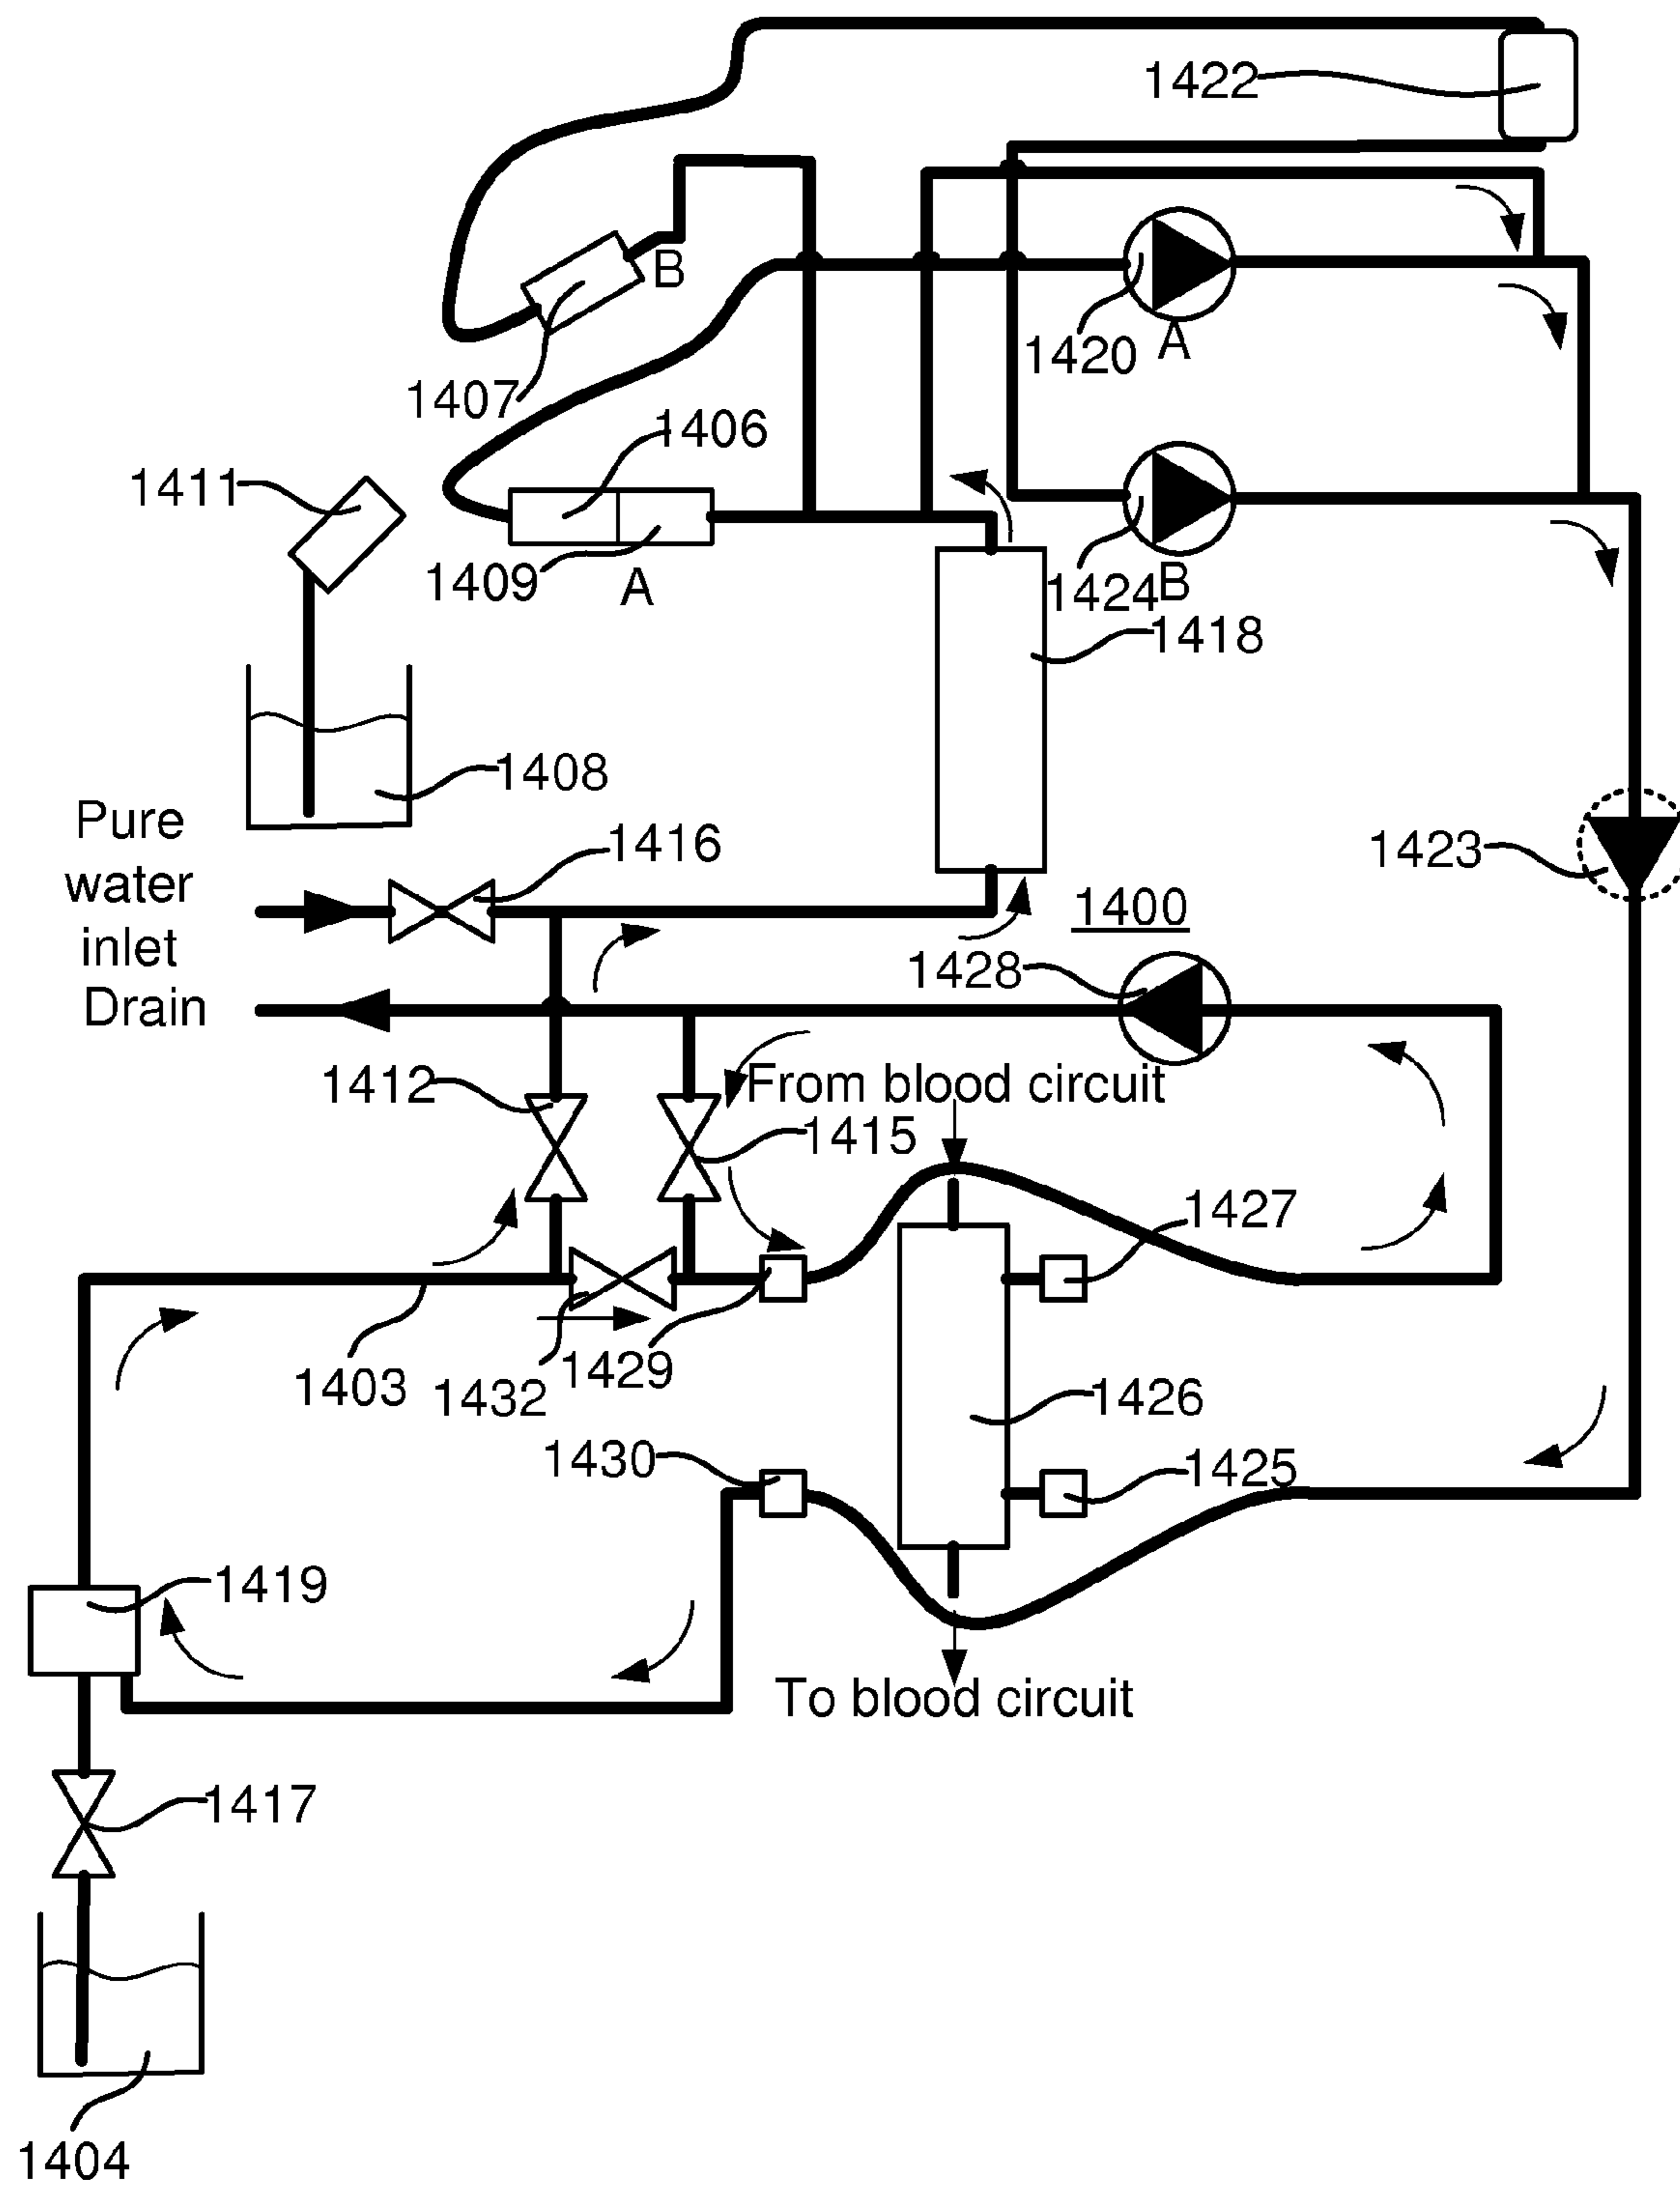 1422
B
1420
A
1407
1406
1411
1409
A
1424
B
1418
1408
Pure
water
inlet
Drain
1416
1423
1400
1428
1412
From blood circuit
1415
1427
1403
1432
1429
1426
1430
1425
1419
To blood circuit
1417
1404